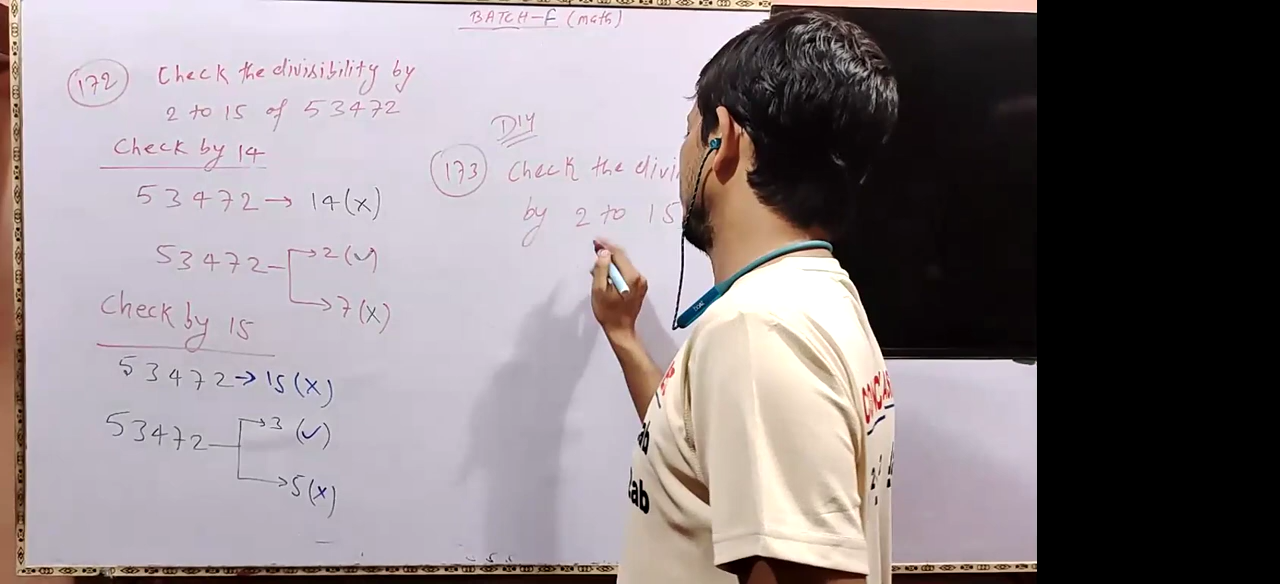 BATCH-F (math)
172 Check the divisibility by
2 to 15 of 53472
Check by 14
53472 → 14 (x)
53472 → 2 (✓)
→ 7 (x)
Check by 15
53472 → 15 (x)
53472 → 3 (✓)
→ 5 (x)
DIY
173 Check the divi
by 2 to 15